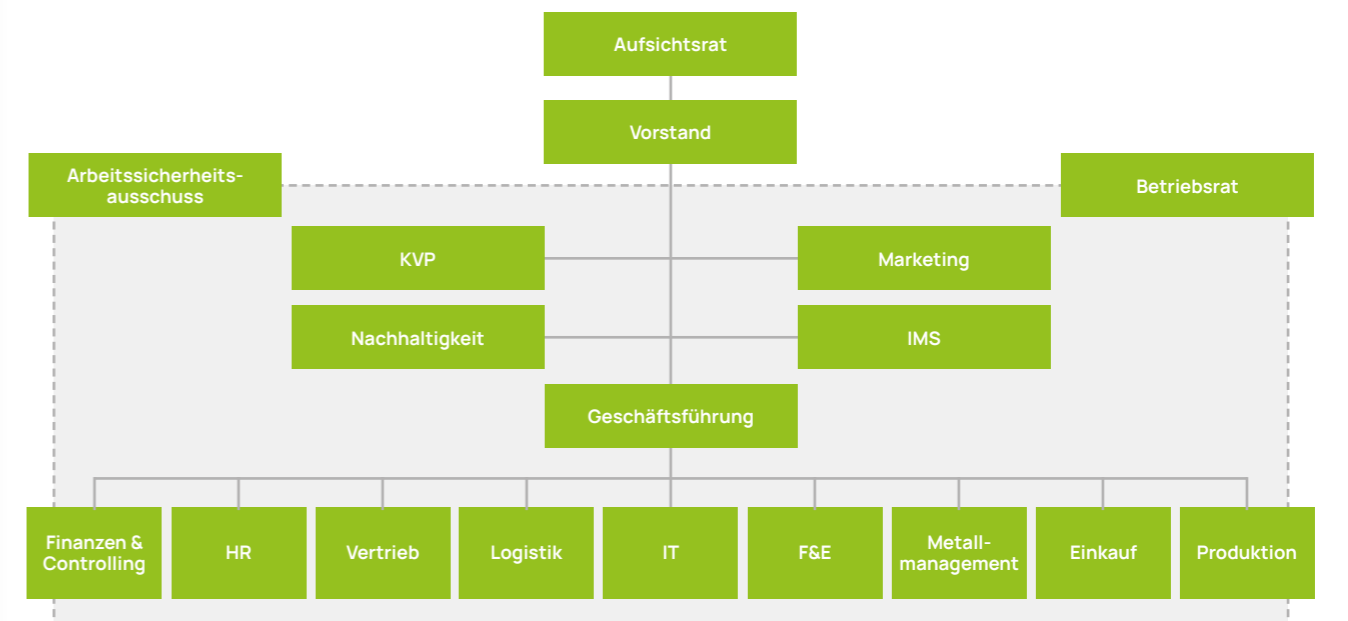 Aufsichtsrat
Vorstand
Arbeitssicherheits-
ausschuss
Betriebsrat
KVP
Marketing
Nachhaltigkeit
IMS
Geschäftsführung
Finanzen &
Controlling
HR
Vertrieb
Logistik
IT
F&E
Metall-
management
Einkauf
Produktion